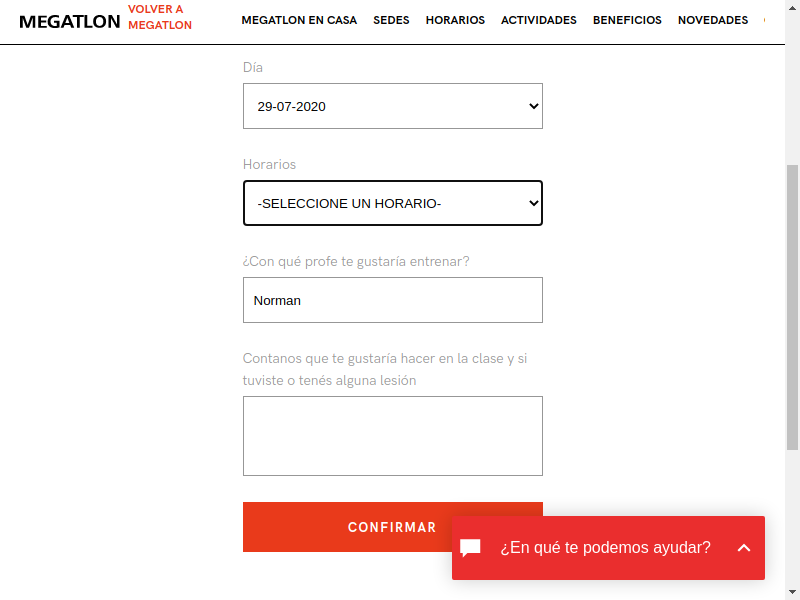 MEGATLON
VOLVER A
MEGATLON
MEGATLON EN CASA SEDES HORARIOS ACTIVIDADES BENEFICIOS NOVEDADES
Día
29-07-2020
Horarios
-SELECCIONE UN HORARIO-
¿Con qué profe te gustaría entrenar?
Norman
Contanos que te gustaría hacer en la clase y si
tuviste o tenés alguna lesión
CONFIRMAR
¿En qué te podemos ayudar?